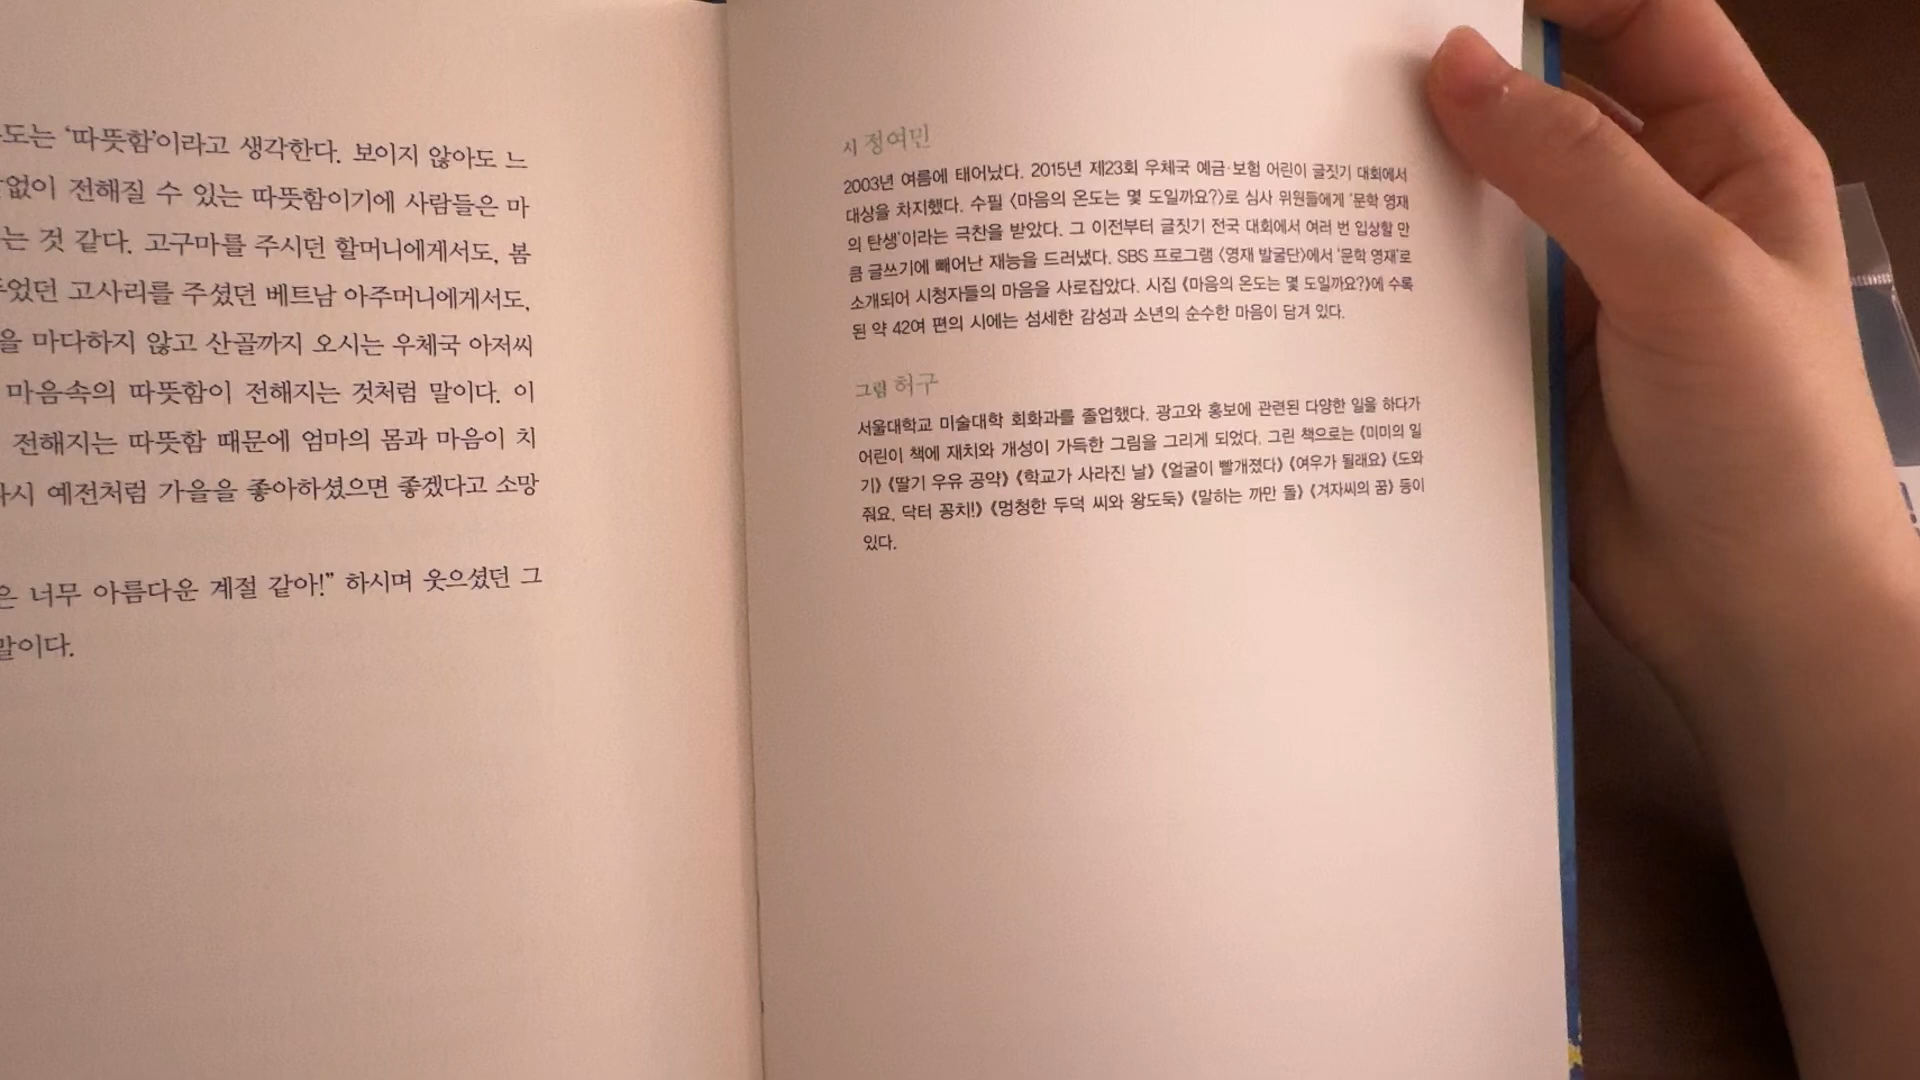 도는 ‘따뜻함’이라고 생각한다. 보이지 않아도 느
없이 전해질 수 있는 따뜻함이기에 사람들은 마
는 것 같다. 고구마를 주시던 할머니에게서도, 봄
었던 고사리를 주셨던 베트남 아주머니에게서도,
을 마다하지 않고 산골까지 오시는 우체국 아저씨
마음속의 따뜻함이 전해지는 것처럼 말이다. 이
전해지는 따뜻함 때문에 엄마의 몸과 마음이 치
시 예전처럼 가을을 좋아하셨으면 좋겠다고 소망
은 너무 아름다운 계절 같아!” 하시며 웃으셨던 그
말이다.
시 정여민
2003년 여름에 태어났다. 2015년 제23회 우체국 예금·보험 어린이 글짓기 대회에서
대상을 차지했다. 수필 〈마음의 온도는 몇 도일까요?〉로 심사 위원들에게 ‘문학 영재
의 탄생’이라는 극찬을 받았다. 그 이전부터 글짓기 전국 대회에서 여러 번 입상할 만
큼 글쓰기에 빼어난 재능을 드러냈다. SBS 프로그램 〈영재 발굴단〉에서 ‘문학 영재’로
소개되어 시청자들의 마음을 사로잡았다. 시집 《마음의 온도는 몇 도일까요?》에 수록
된 약 42여 편의 시에는 섬세한 감성과 소년의 순수한 마음이 담겨 있다.
그림 허구
서울대학교 미술대학 회화과를 졸업했다. 광고와 홍보에 관련된 다양한 일을 하다가
어린이 책에 재치와 개성이 가득한 그림을 그리게 되었다. 그린 책으로는 《미미의 일
기》 《딸기 우유 공약》 《학교가 사라진 날》 《얼굴이 빨개졌다》 《여우가 될래요》 《도와
줘요, 닥터 꽁치!》 《멍청한 두덕 씨와 왕도둑》 《말하는 까만 돌》 《겨자씨의 꿈》 등이
있다.